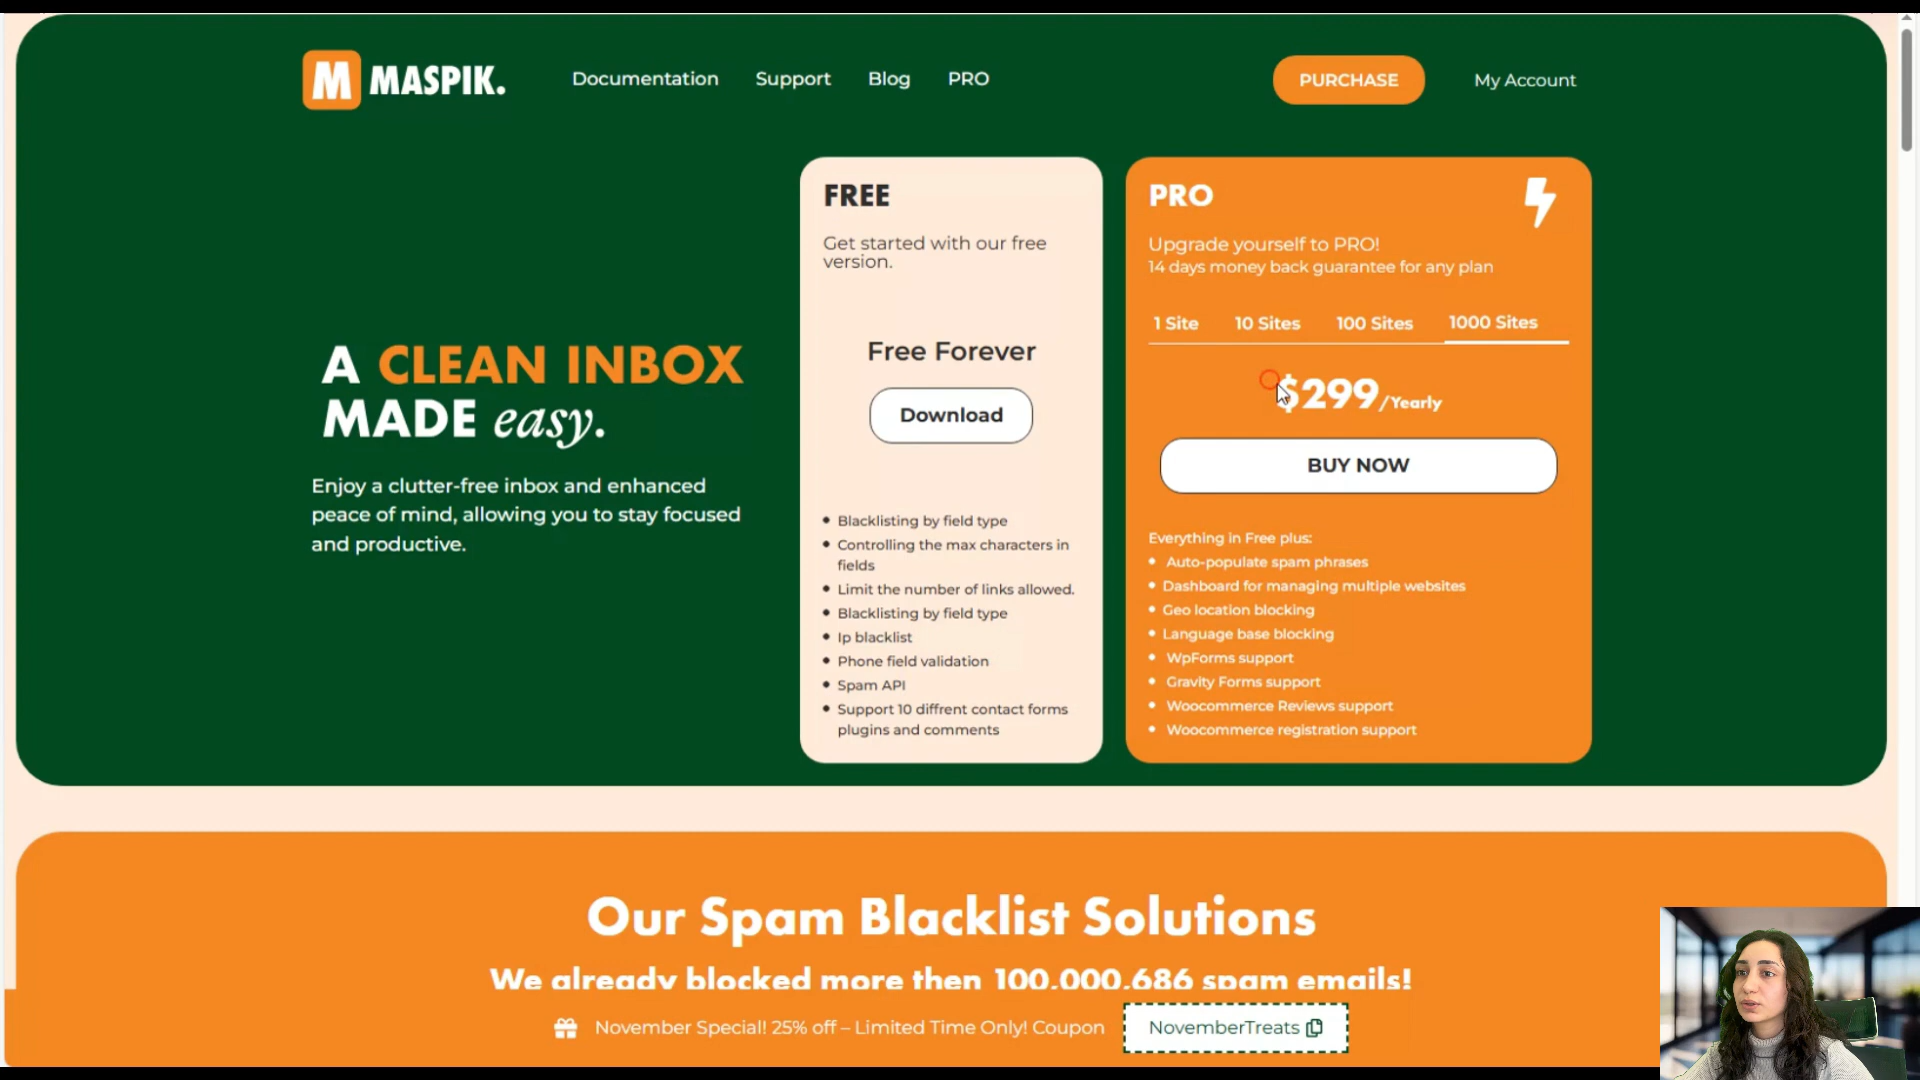 M MASPIK.
Documentation
Support
Blog
PRO
PURCHASE
My Account
A CLEAN INBOX
MADE easy.
Enjoy a clutter-free inbox and enhanced
peace of mind, allowing you to stay focused
and productive.
FREE
Get started with our free
version.
Free Forever
Download
Blacklisting by field type
Controlling the max characters in
fields
Limit the number of links allowed.
Blacklisting by field type
Ip blacklist
Phone field validation
Spam API
Support 10 diffrent contact forms
plugins and comments
PRO
Upgrade yourself to PRO!
14 days money back guarantee for any plan
1 Site
10 Sites
100 Sites
1000 Sites
$299/Yearly
BUY NOW
Everything in Free plus:
Auto-populate spam phrases
Dashboard for managing multiple websites
Geo location blocking
Language base blocking
WpForms support
Gravity Forms support
Woocommerce Reviews support
Woocommerce registration support
Our Spam Blacklist Solutions
We already blocked more then 100,000,686 spam emails!
November Special! 25% off – Limited Time Only! Coupon
NovemberTreats